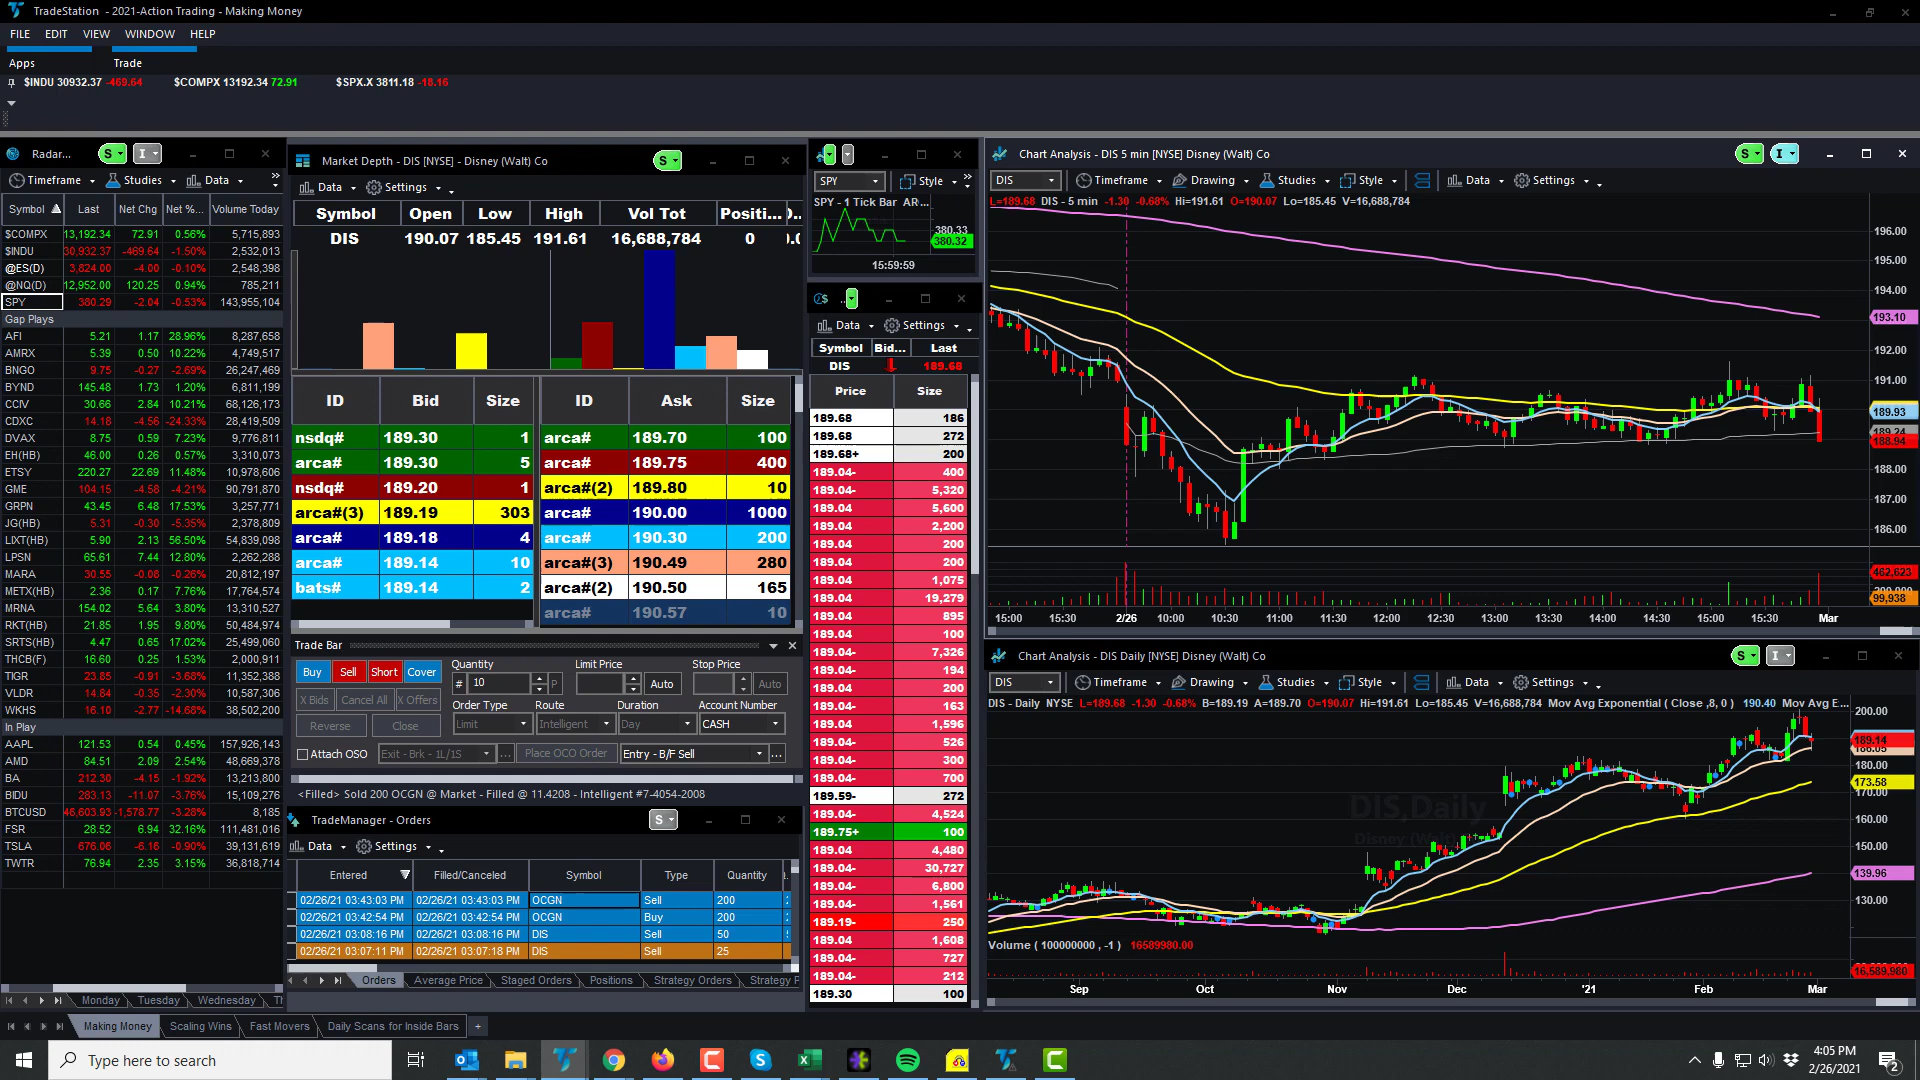 TradeStation - 2021-Action Trading - Making Money
FILE EDIT VIEW WINDOW HELP
Apps Trade
$INDU 30932.37 -469.64 $COMPX 13192.34 72.91 $SPX.X 3811.18 -18.16
Radar...
S I
Timeframe Studies Data
Symbol Last Net Chg Net %... Volume Today
$COMPX 13,192.34 72.91 0.56% 5,715,893
$INDU 30,932.37 -469.64 -1.50% 2,532,013
@ES(D) 3,824.00 -4.00 -0.10% 2,548,398
@NQ(D) 12,952.00 120.25 0.94% 785,211
SPY 380.29 -2.04 -0.53% 143,955,104
Gap Plays
AFI 5.21 1.17 28.96% 8,287,658
AMRX 5.39 0.50 10.22% 4,749,517
BNGO 9.75 -0.27 -2.69% 26,247,469
BYND 145.48 1.73 1.20% 6,811,199
CCIV 30.66 2.84 10.21% 68,126,173
CDXC 14.18 -4.56 -24.33% 28,419,509
DVAX 8.75 0.59 7.23% 9,776,811
EH(HB) 46.00 0.26 0.57% 3,310,073
ETSY 220.27 22.69 11.48% 10,978,606
GME 104.15 -4.58 -4.21% 90,791,870
GRPN 43.45 6.48 17.53% 3,257,771
JG(HB) 5.31 -0.30 -5.35% 2,378,809
LIXT(HB) 5.90 2.13 56.50% 54,839,098
LPSN 65.61 7.44 12.80% 2,262,288
MARA 30.55 -0.08 -0.26% 20,812,197
METX(HB) 2.36 0.17 7.76% 17,764,574
MRNA 154.02 5.64 3.80% 13,310,527
RKT(HB) 21.85 1.95 9.80% 50,484,974
SRTS(HB) 4.47 0.65 17.02% 25,499,060
THCB(F) 16.60 0.25 1.53% 2,000,911
TIGR 23.85 -0.91 -3.68% 11,352,388
VLDR 14.84 -0.35 -2.30% 10,587,306
WKHS 16.10 -2.77 -14.68% 38,502,200
In Play
AAPL 121.53 0.54 0.45% 157,926,143
AMD 84.51 2.09 2.54% 48,669,378
BA 212.30 -4.15 -1.92% 13,213,800
BIDU 283.13 -11.07 -3.76% 15,109,276
BTCUSD 46,603.93 -1,578.77 -3.28% 8,185
FSR 28.52 6.94 32.16% 111,481,016
TSLA 676.06 -6.16 -0.90% 39,131,619
TWTR 76.94 2.35 3.15% 36,818,714
Monday Tuesday Wednesday
Making Money Scaling Wins Fast Movers Daily Scans for Inside Bars +
Market Depth - DIS [NYSE] - Disney (Walt) Co S
Data Settings
Symbol Open Low High Vol Tot Positi...
DIS 190.07 185.45 191.61 16,688,784 0
ID Bid Size ID Ask Size
nsdq# 189.30 1 arca# 189.70 100
arca# 189.30 5 arca# 189.75 400
nsdq# 189.20 1 arca#(2) 189.80 10
arca#(3) 189.19 303 arca# 190.00 1000
arca# 189.18 4 arca# 190.30 200
arca# 189.14 10 arca#(3) 190.49 280
bats# 189.14 2 arca#(2) 190.50 165
arca# 190.57 10
Trade Bar
Buy Sell Short Cover
Quantity Limit Price Stop Price
# 10 P Auto Auto
X Bids Cancel All X Offers
Order Type Route Duration Account Number
Reverse Close Limit Intelligent Day CASH
Attach OSO Exit - Brk - 1L/1S ... Place OCO Order Entry - B/F Sell ...
<Filled> Sold 200 OCGN @ Market - Filled @ 11.4208 - Intelligent #7-4054-2008
TradeManager - Orders S
Data Settings
Entered Filled/Canceled Symbol Type Quantity
02/26/21 03:43:03 PM 02/26/21 03:43:03 PM OCGN Sell 200
02/26/21 03:42:54 PM 02/26/21 03:42:54 PM OCGN Buy 200
02/26/21 03:08:16 PM 02/26/21 03:08:16 PM DIS Sell 50
02/26/21 03:07:11 PM 02/26/21 03:07:18 PM DIS Sell 25
Orders Average Price Staged Orders Positions Strategy Orders Strategy P
SPY Style
SPY - 1 Tick Bar AR
380.33
380.32
15:59:59
Data Settings
Symbol Bid... Last
DIS 189.68
Price Size
189.68 186
189.68 272
189.68+ 200
189.04- 400
189.04- 5,320
189.04 5,600
189.04 2,200
189.04 200
189.04 200
189.04 1,075
189.04 19,279
189.04 895
189.04 100
189.04- 7,326
189.04- 194
189.04 200
189.04- 163
189.04- 1,596
189.04- 526
189.04- 300
189.04- 700
189.59- 272
189.04- 4,524
189.75+ 100
189.04 4,480
189.04- 30,727
189.04- 6,800
189.04- 1,561
189.19- 250
189.04 1,608
189.04- 727
189.04- 212
189.30 100
Chart Analysis - DIS 5 min [NYSE] Disney (Walt) Co S I
DIS Timeframe Drawing Studies Style Data Settings
L=189.68 DIS - 5 min -1.30 -0.68% Hi=191.61 O=190.07 Lo=185.45 V=16,688,784
196.00
195.00
194.00
193.10
192.00
191.00
189.93
189.24
188.94
188.00
187.00
186.00
462,623
99,938
15:00 15:30 2/26 10:00 10:30 11:00 11:30 12:00 12:30 13:00 13:30 14:00 14:30 15:00 15:30 Mar
Chart Analysis - DIS Daily [NYSE] Disney (Walt) Co S I
DIS Timeframe Drawing Studies Style Data Settings
DIS - Daily NYSE L=189.68 -1.30 -0.68% B=189.19 A=189.70 O=190.07 Hi=191.61 Lo=185.45 V=16,688,784 Mov Avg Exponential ( Close ,8, 0 ) 190.40 Mov Avg E...
200.00
189.14
186.05
180.00
173.58
170.00
160.00
150.00
139.96
130.00
DIS,Daily
Disney (Walt)
Volume ( 100000000 , -1 ) 16589980.00
16,589,980
Sep Oct Nov Dec '21 Feb Mar
Type here to search
4:05 PM
2/26/2021
2